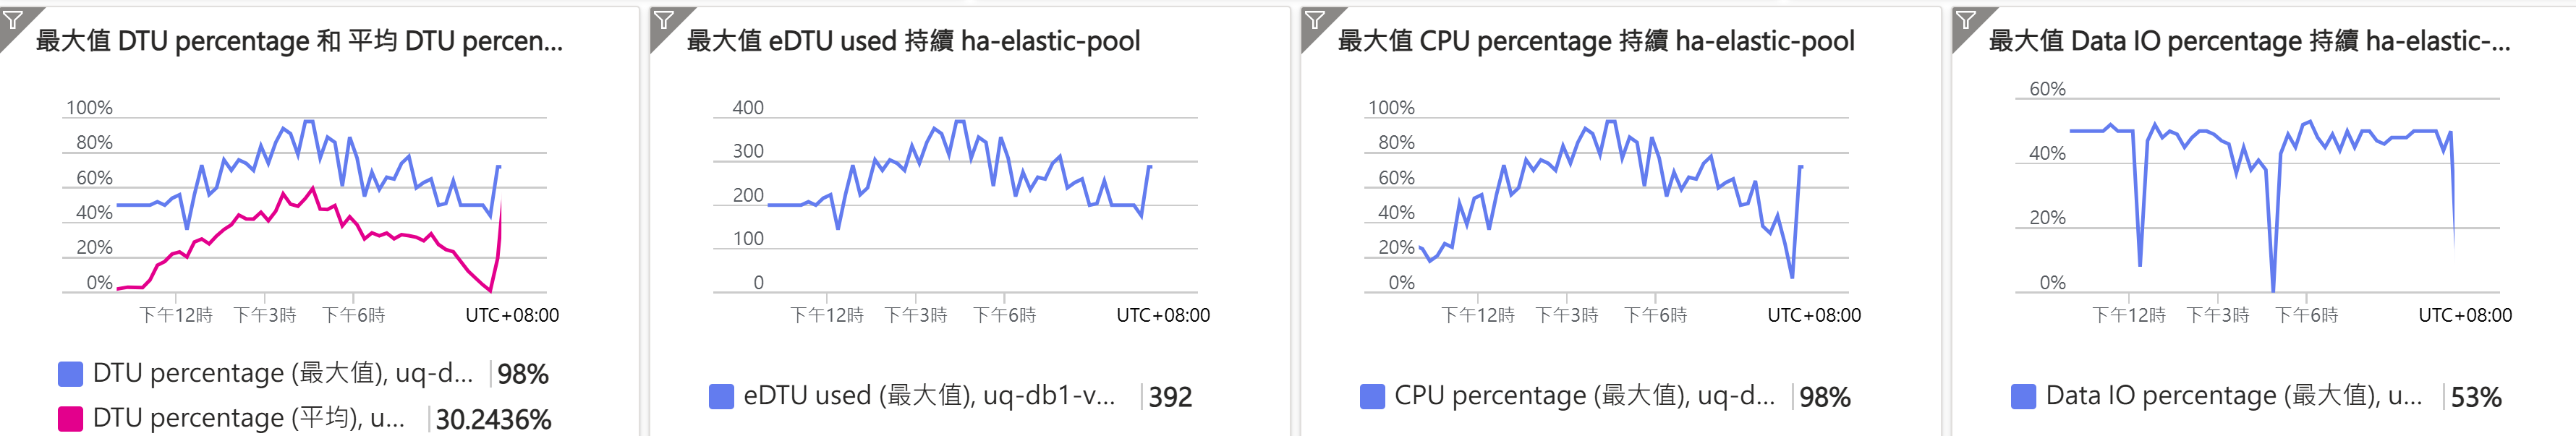 最大值 DTU percentage 和 平均 DTU percen...
100%
80%
60%
40%
20%
0%
下午12時 下午3時 下午6時 UTC+08:00
DTU percentage (最大值), uq-d... 98%
DTU percentage (平均), u... 30.2436%
最大值 eDTU used 持續 ha-elastic-pool
400
300
200
100
0
下午12時 下午3時 下午6時 UTC+08:00
eDTU used (最大值), uq-db1-v... 392
最大值 CPU percentage 持續 ha-elastic-pool
100%
80%
60%
40%
20%
0%
下午12時 下午3時 下午6時 UTC+08:00
CPU percentage (最大值), uq-d... 98%
最大值 Data IO percentage 持續 ha-elastic-...
60%
40%
20%
0%
下午12時 下午3時 下午6時 UTC+08:00
Data IO percentage (最大值), u... 53%